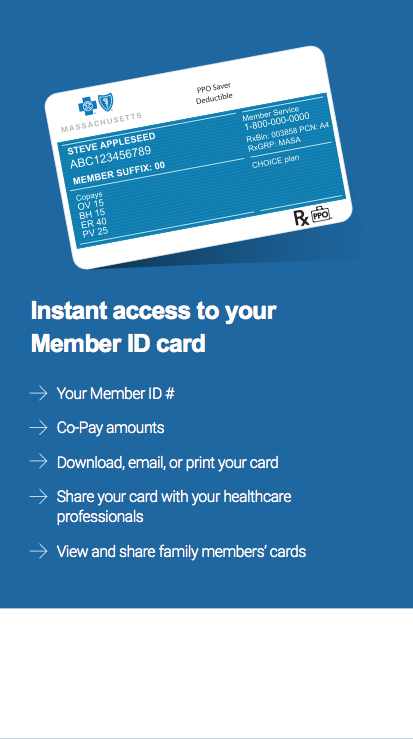 PPO Saver
Deductible
MASSACHUSETTS
STEVE APPLESEED
ABC123456789
MEMBER SUFFIX: 00
Member Service
1-800-000-0000
RxBin: 003858 PCN: A4
RxGRP: MASA
CHOICE plan
Copays
OV 15
BH 15
ER 40
PV 25
Rx PPO
Instant access to your
Member ID card
Your Member ID #
Co-Pay amounts
Download, email, or print your card
Share your card with your healthcare
professionals
View and share family members’ cards